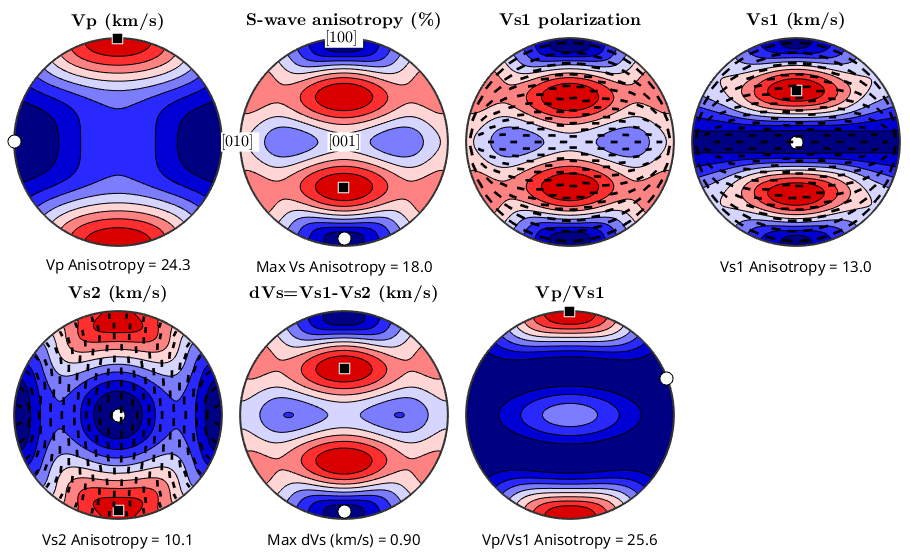 Vp (km/s)
S-wave anisotropy (%)
Vs1 polarization
Vs1 (km/s)
[100]
[010]
[001]
Vp Anisotropy = 24.3
Max Vs Anisotropy = 18.0
Vs1 Anisotropy = 13.0
Vs2 (km/s)
dVs=Vs1-Vs2 (km/s)
Vp/Vs1
Vs2 Anisotropy = 10.1
Max dVs (km/s) = 0.90
Vp/Vs1 Anisotropy = 25.6